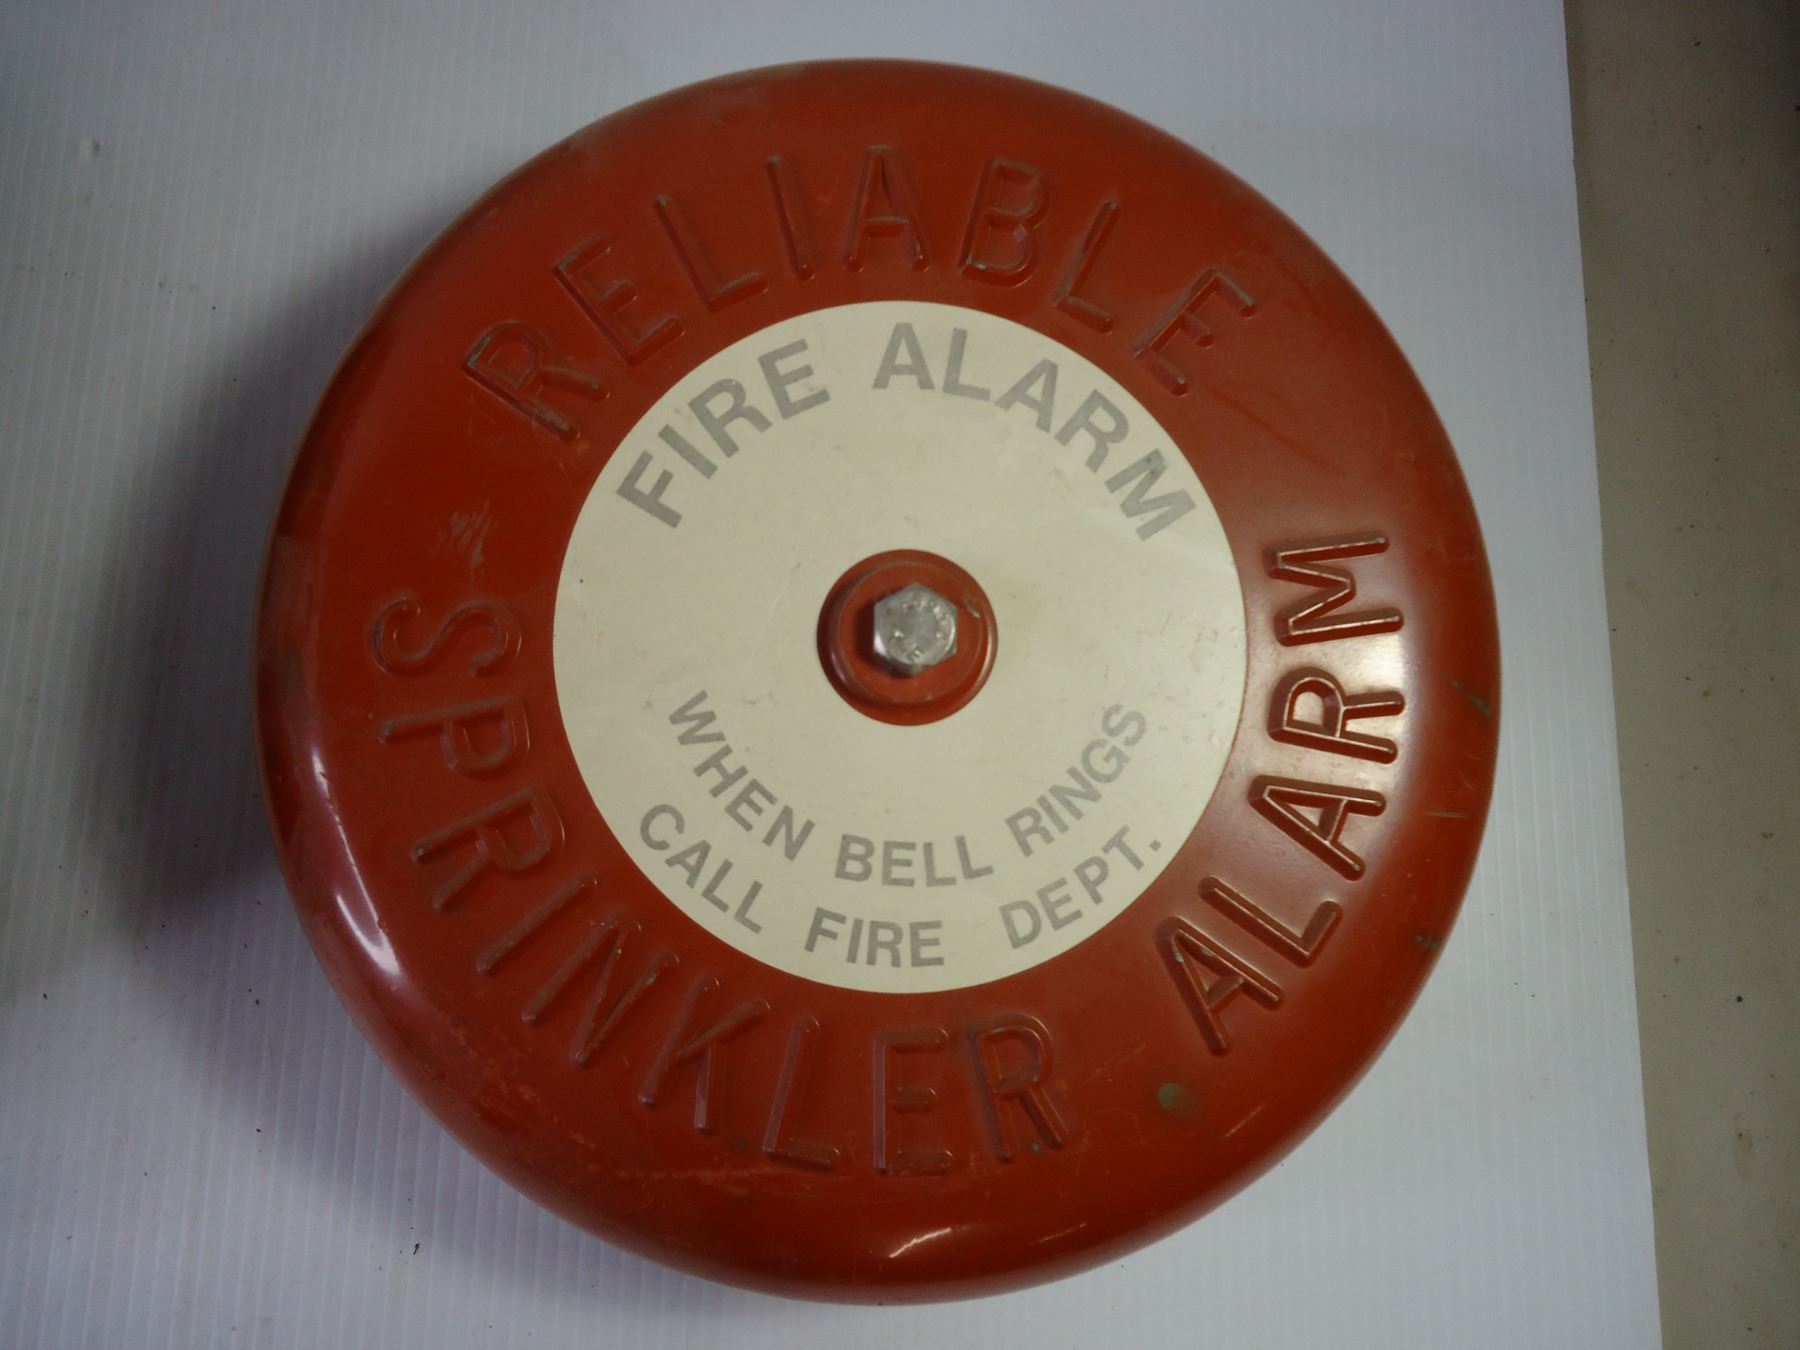 RELIABLE
SPRINKLER ALARM
FIRE ALARM
WHEN BELL RINGS
CALL FIRE DEPT.